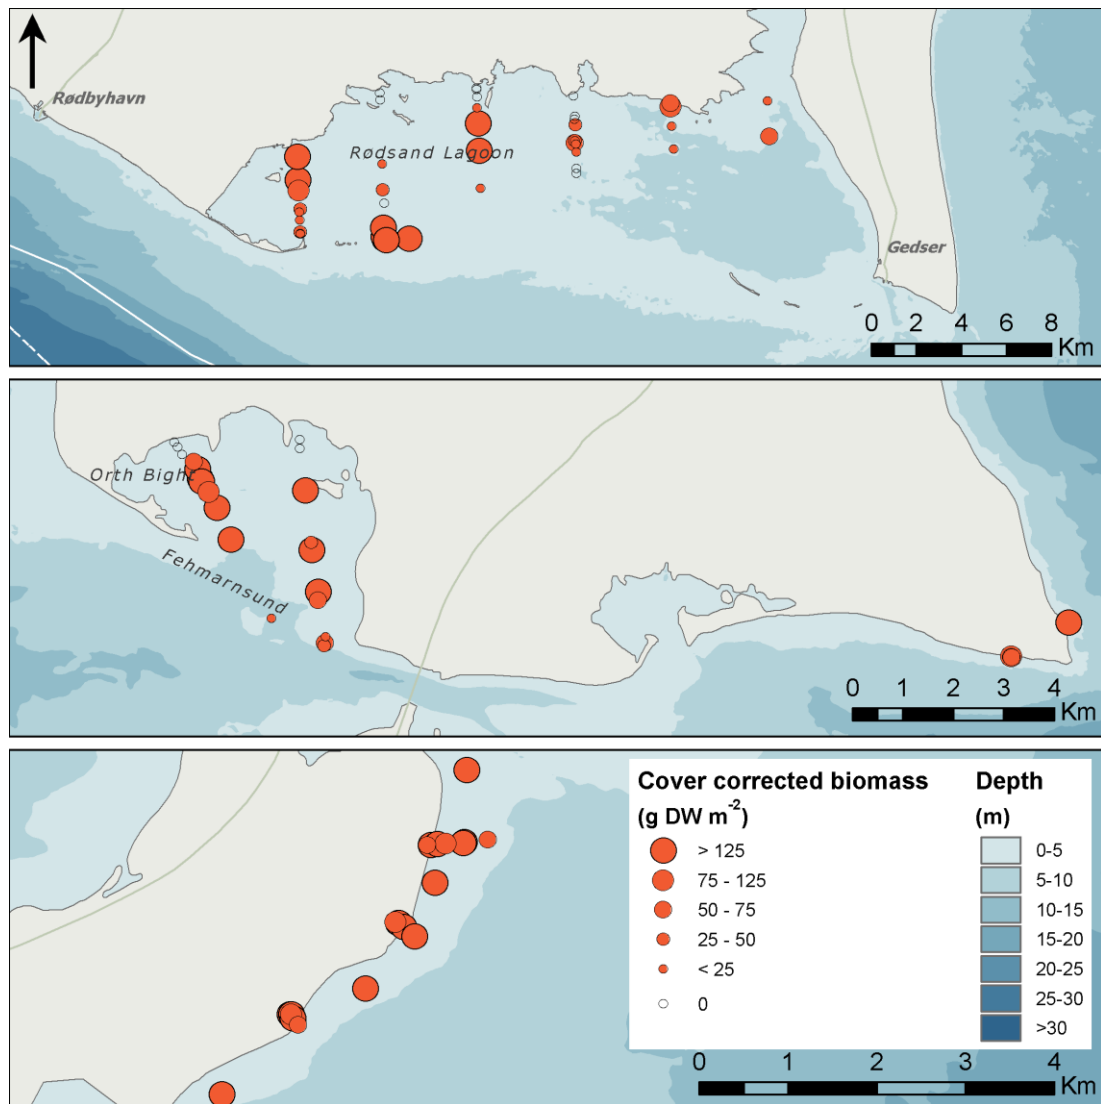 Rødbyhavn
Rødsand Lagoon
Gedser
0 2 4 6 8
Km
Orth Bight
Fehmarnsund
0 1 2 3 4
Km
Cover corrected biomass
(g DW m-2)
> 125
75 - 125
50 - 75
25 - 50
< 25
0
Depth
(m)
0-5
5-10
10-15
15-20
20-25
25-30
>30
0 1 2 3 4
Km